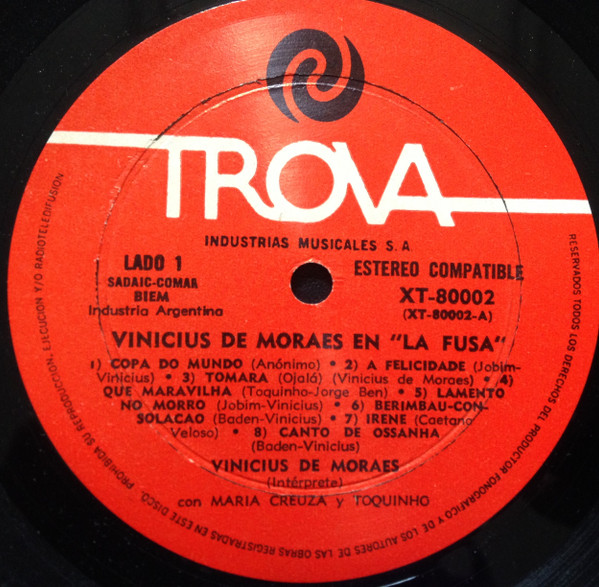 TROVA
INDUSTRIAS MUSICALES S.A.
LADO 1
SADAIC-COMAR
BIEM
Industria Argentina
ESTEREO COMPATIBLE
XT-80002
(XT-80002-A)
VINICIUS DE MORAES EN "LA FUSA"
1) COPA DO MUNDO (Anónimo) • 2) A FELICIDADE (Jobim-
Vinicius) • 3) TOMARA (Ojaló) (Vinicius de Moraes) • 4)
QUE MARAVILHA (Toquinho-Jorge Ben) • 5) LAMENTO
NO MORRO (Jobim-Vinicius) • 6) BERIMBAU-CON-
SOLACAO (Baden-Vinicius) • 7) IRENE (Caetano
Veloso) • 8) CANTO DE OSSANHA
(Baden-Vinicius)
VINICIUS DE MORAES
(Intérprete)
con MARIA CREUZA y TOQUINHO
RESERVADOS TODOS LOS DERECHOS DEL PRODUCTOR FONOGRAFICO Y DE LOS AUTORES DE LAS OBRAS REGISTRADAS EN ESTE DISCO. PROHIBIDA SU REPRODUCCION, EJECUCION Y/O RADIOTELEDIFUSION